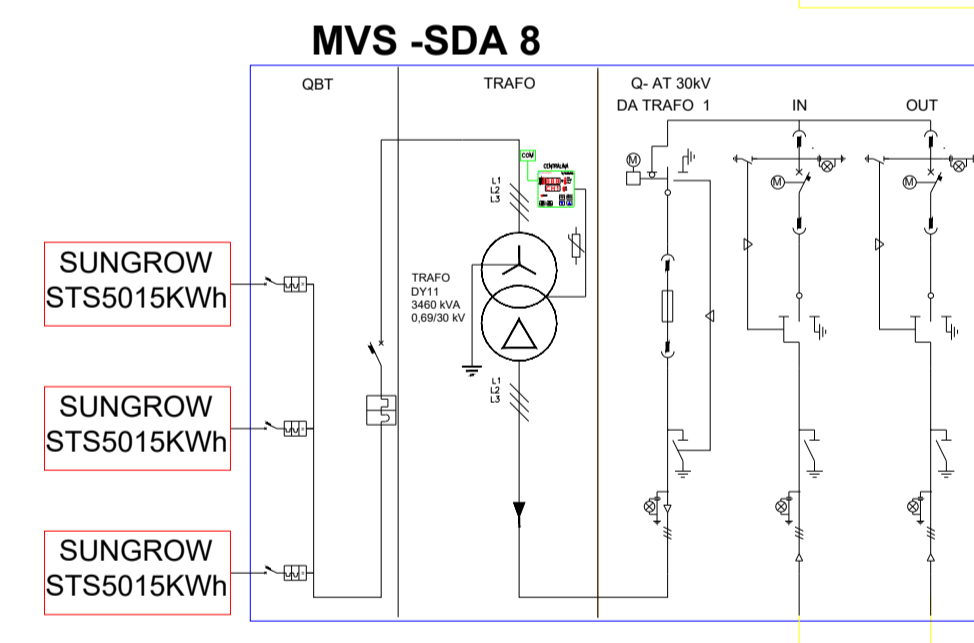 MVS -SDA 8
QBT
TRAFO
Q- AT 30kV
DA TRAFO 1
IN
OUT
COM
CENTRALINA
M
M
M
L1
L2
L3
SUNGROW
STS5015KWh
TRAFO
DY11
3460 kVA
0,69/30 kV
L1
L2
L3
SUNGROW
STS5015KWh
SUNGROW
STS5015KWh